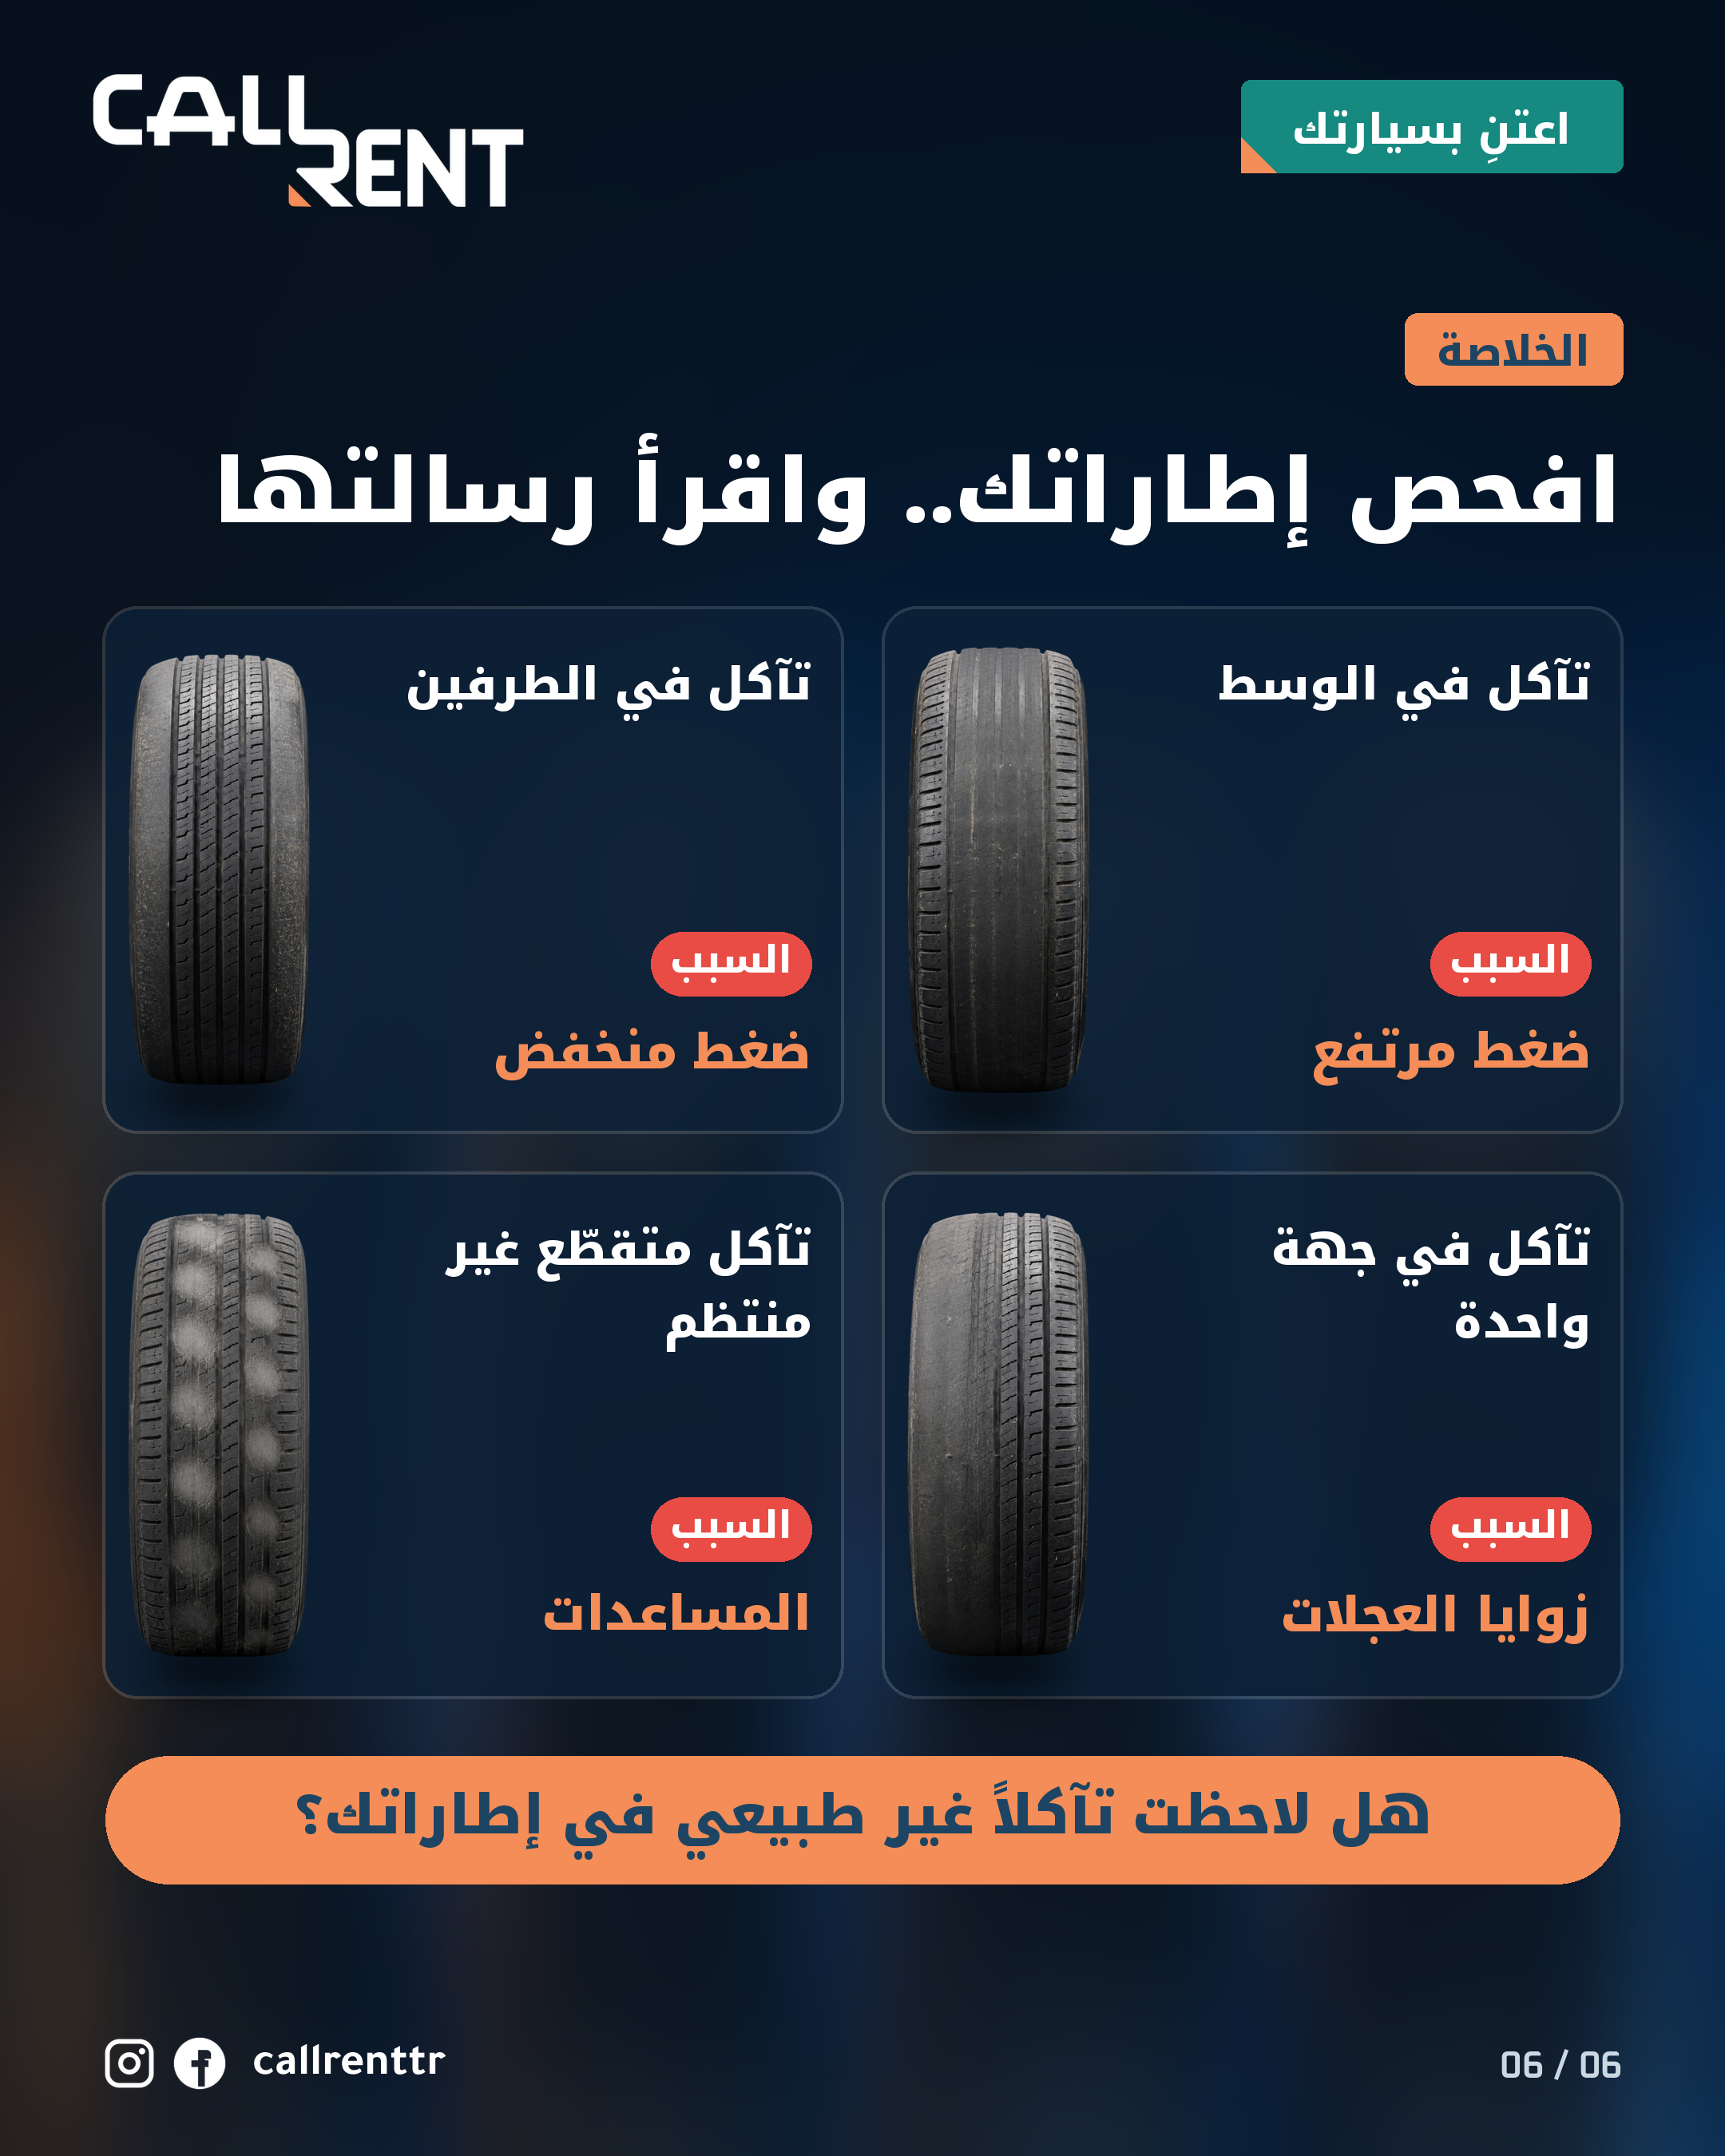 CALL RENT
اعتنِ بسيارتك
الخلاصة
افحص إطاراتك.. واقرأ رسالتها
تآكل في الوسط
السبب
ضغط مرتفع
تآكل في الطرفين
السبب
ضغط منخفض
تآكل في جهة
واحدة
السبب
زوايا العجلات
تآكل متقطّع غير
منتظم
السبب
المساعدات
هل لاحظت تآكلاً غير طبيعي في إطاراتك؟
callrenttr
06 / 06